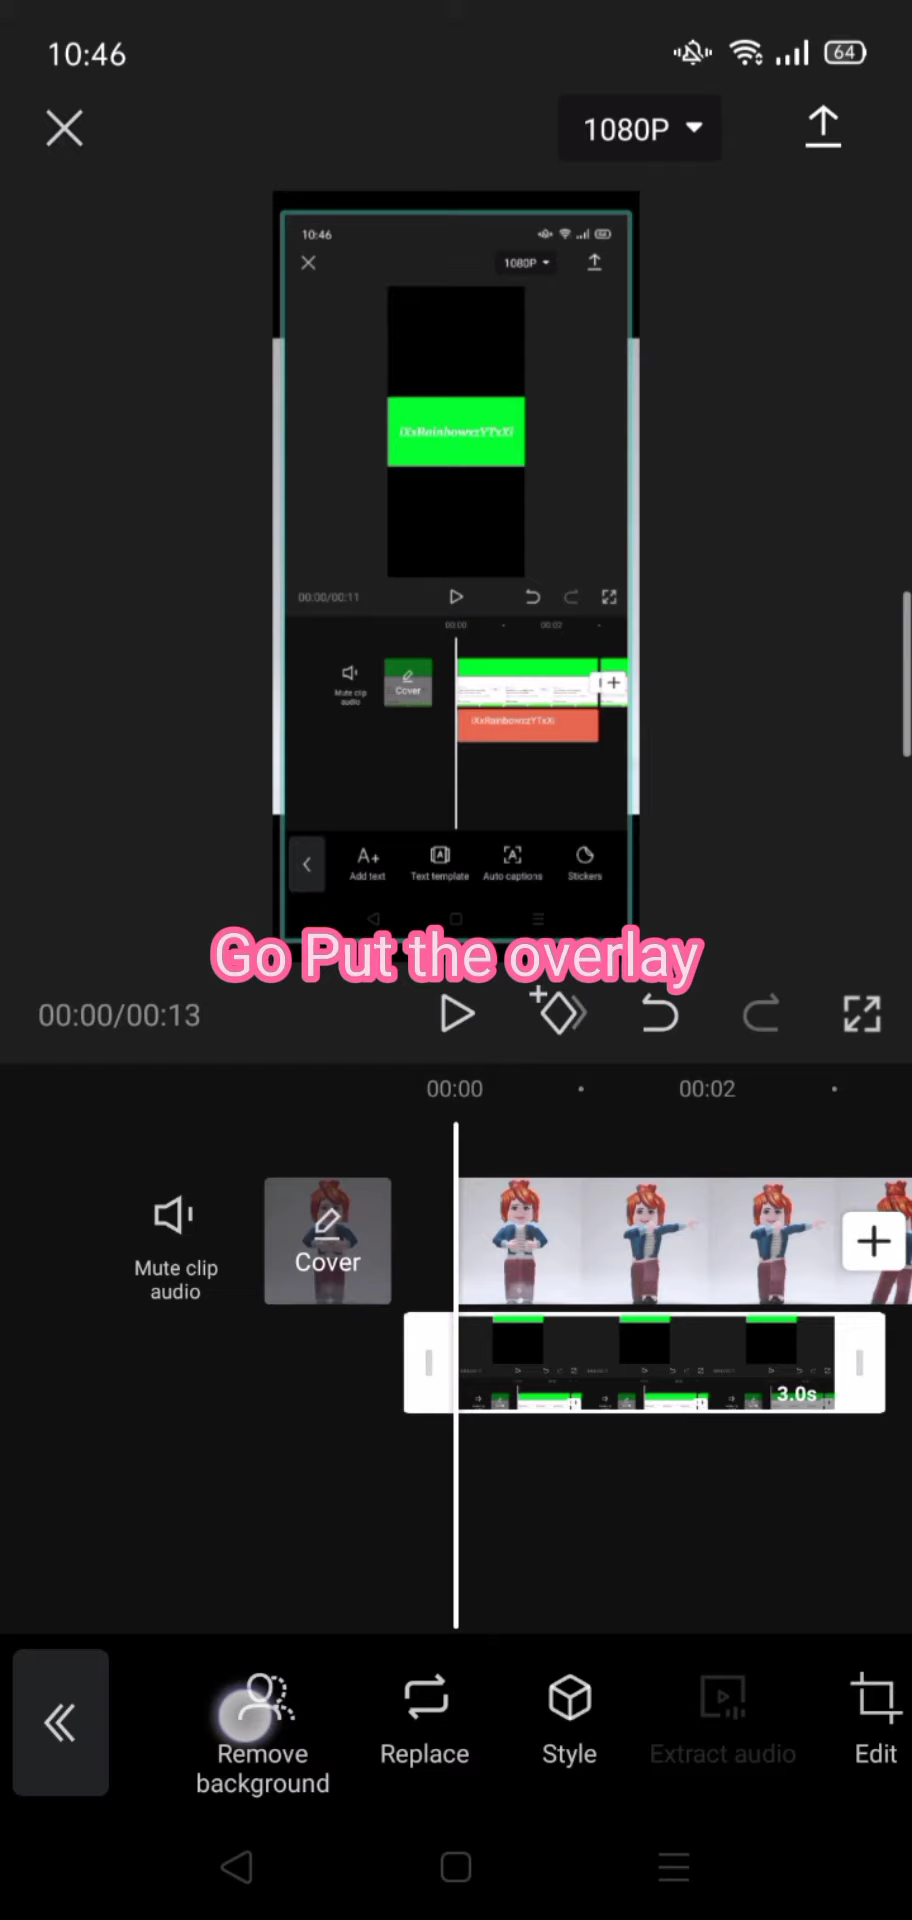 10:46
64
1080P
10:46
1080P
iXxRainbowxzYTxXi
00:00/00:11
00:00
00:02
Mute clip
audio
Cover
iXxRainbowxzYTxXi
Add text
Text template
Auto captions
Stickers
Go Put the overlay
00:00/00:13
00:00
00:02
Mute clip
audio
Cover
3.0s
Remove
background
Replace
Style
Extract audio
Edit